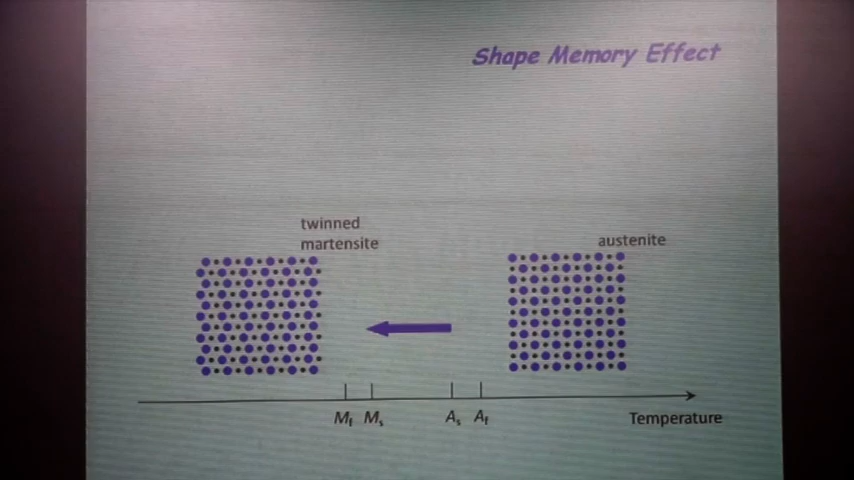 Shape Memory Effect
twinned
martensite
austenite
Mf Ms As Af
Temperature